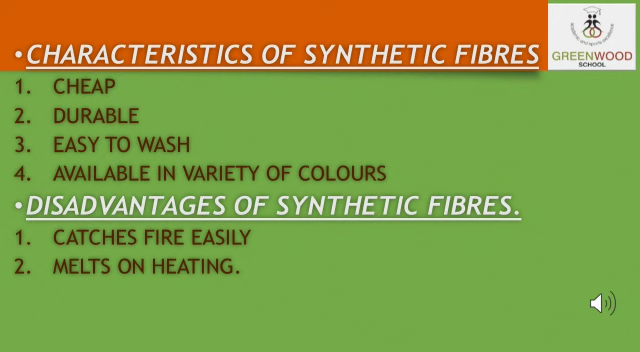 •CHARACTERISTICS OF SYNTHETIC FIBRES
1. CHEAP
2. DURABLE
3. EASY TO WASH
4. AVAILABLE IN VARIETY OF COLOURS
•DISADVANTAGES OF SYNTHETIC FIBRES.
1. CATCHES FIRE EASILY
2. MELTS ON HEATING.
GREENWOOD
SCHOOL